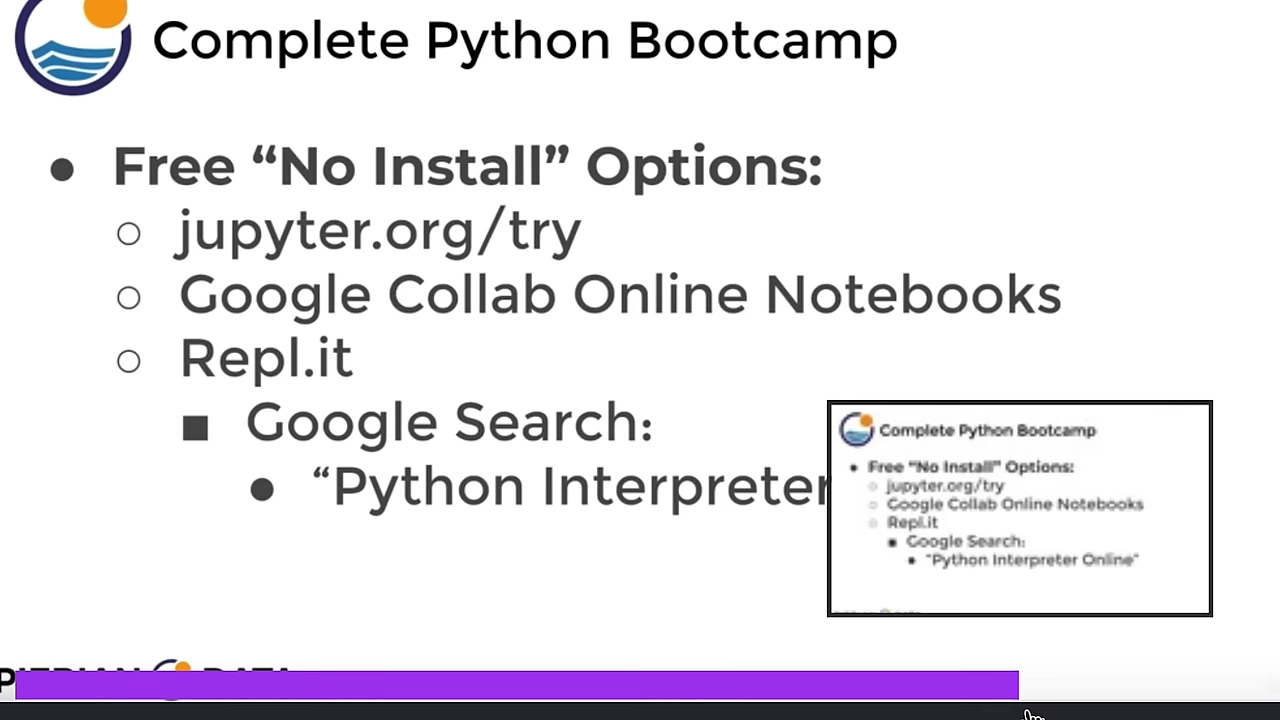 Complete Python Bootcamp
● Free “No Install” Options:
○ jupyter.org/try
○ Google Collab Online Notebooks
○ Repl.it
■ Google Search:
● “Python Interpreter
Complete Python Bootcamp
● Free “No Install” Options:
○ jupyter.org/try
○ Google Collab Online Notebooks
○ Repl.it
■ Google Search:
● “Python Interpreter Online”